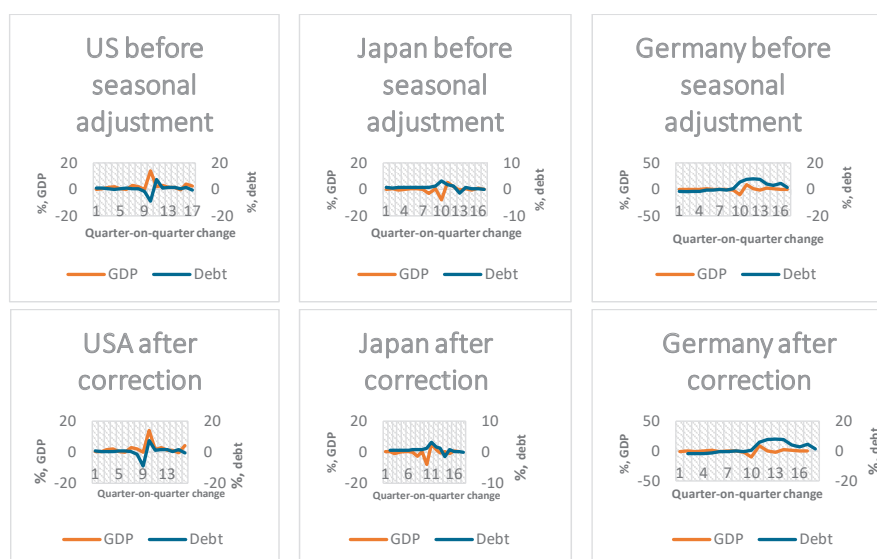 US before
seasonal
adjustment
20
0
-20
%, GDP
20
0
-20
%, debt
1 5 9 13 17
Quarter-on-quarter change
GDP Debt
Japan before
seasonal
adjustment
20
0
-20
%, GDP
10
0
-10
%, debt
1 4 7 10 13 16
Quarter-on-quarter change
GDP Debt
Germany before
seasonal
adjustment
50
0
-50
%, GDP
20
0
-20
%, debt
1 4 7 10 13 16
Quarter-on-quarter change
GDP Debt
USA after
correction
20
0
-20
%, GDP
20
0
-20
%, debt
1 5 9 13
Quarter-on-quarter change
GDP Debt
Japan after
correction
20
0
-20
%, GDP
10
0
-10
%, debt
1 6 11 16
Quarter-on-quarter change
GDP Debt
Germany after
correction
50
0
-50
%, GDP
20
0
-20
%, debt
1 4 7 10 13 16
Quarter-on-quarter change
GDP Debt